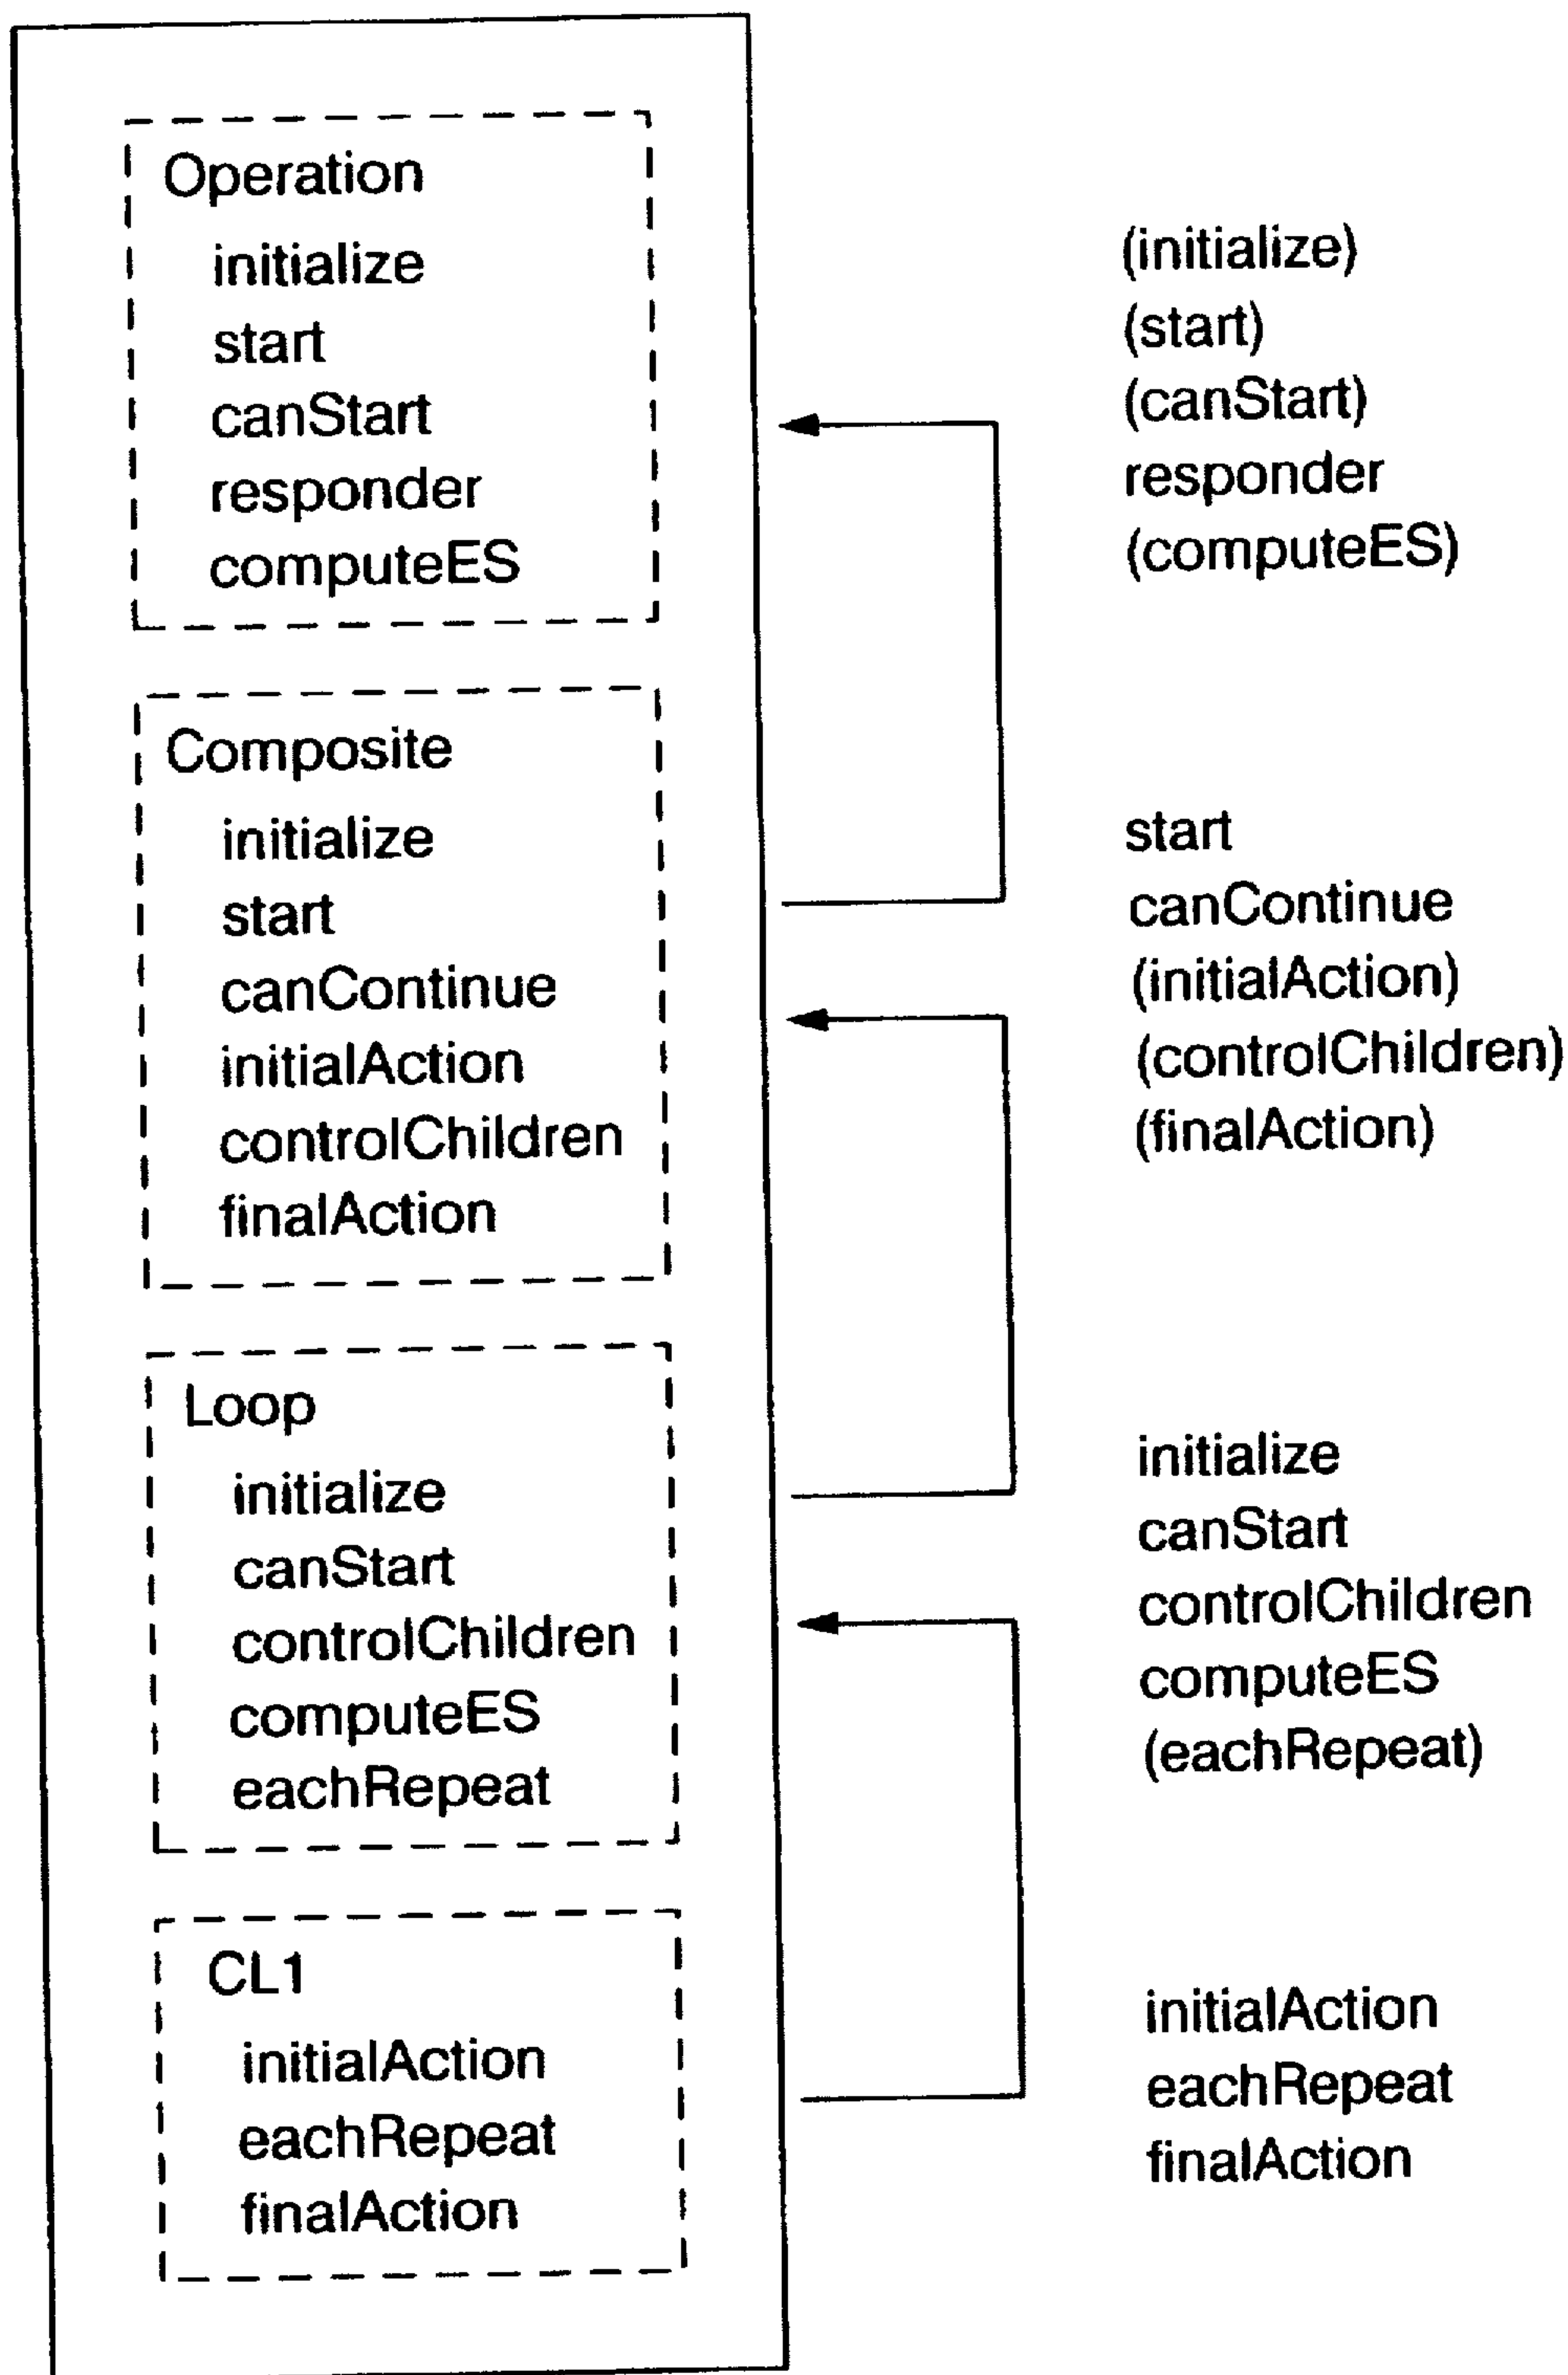 Operation
initialize
start
canStart
responder
computeES
(initialize)
(start)
(canStart)
responder
(computeES)
Composite
initialize
start
canContinue
initialAction
controlChildren
finalAction
start
canContinue
(initialAction)
(controlChildren)
(finalAction)
Loop
initialize
canStart
controlChildren
computeES
eachRepeat
initialize
canStart
controlChildren
computeES
(eachRepeat)
CL1
initialAction
eachRepeat
finalAction
initialAction
eachRepeat
finalAction